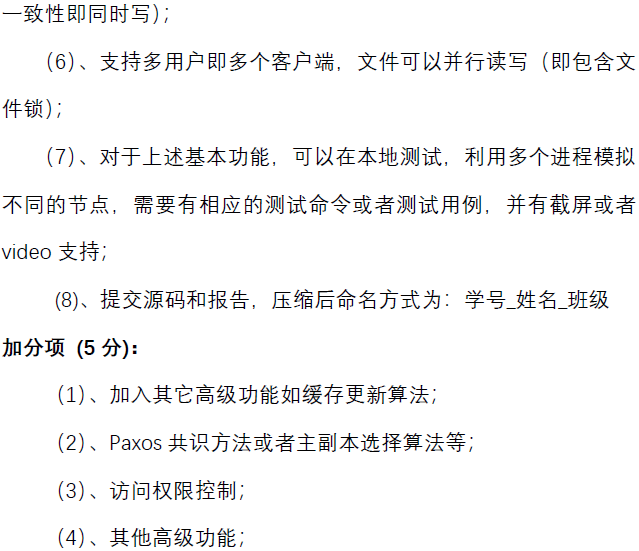 一致性即同时写)；
（6）、支持多用户即多个客户端，文件可以并行读写（即包含文
件锁)；
（7）、对于上述基本功能，可以在本地测试，利用多个进程模拟
不同的节点，需要有相应的测试命令或者测试用例，并有截屏或者
video 支持；
(8)、提交源码和报告，压缩后命名方式为：学号_姓名_班级
加分项 (5 分)：
（1）、加入其它高级功能如缓存更新算法；
（2）、Paxos 共识方法或者主副本选择算法等；
（3）、访问权限控制；
（4）、其他高级功能；